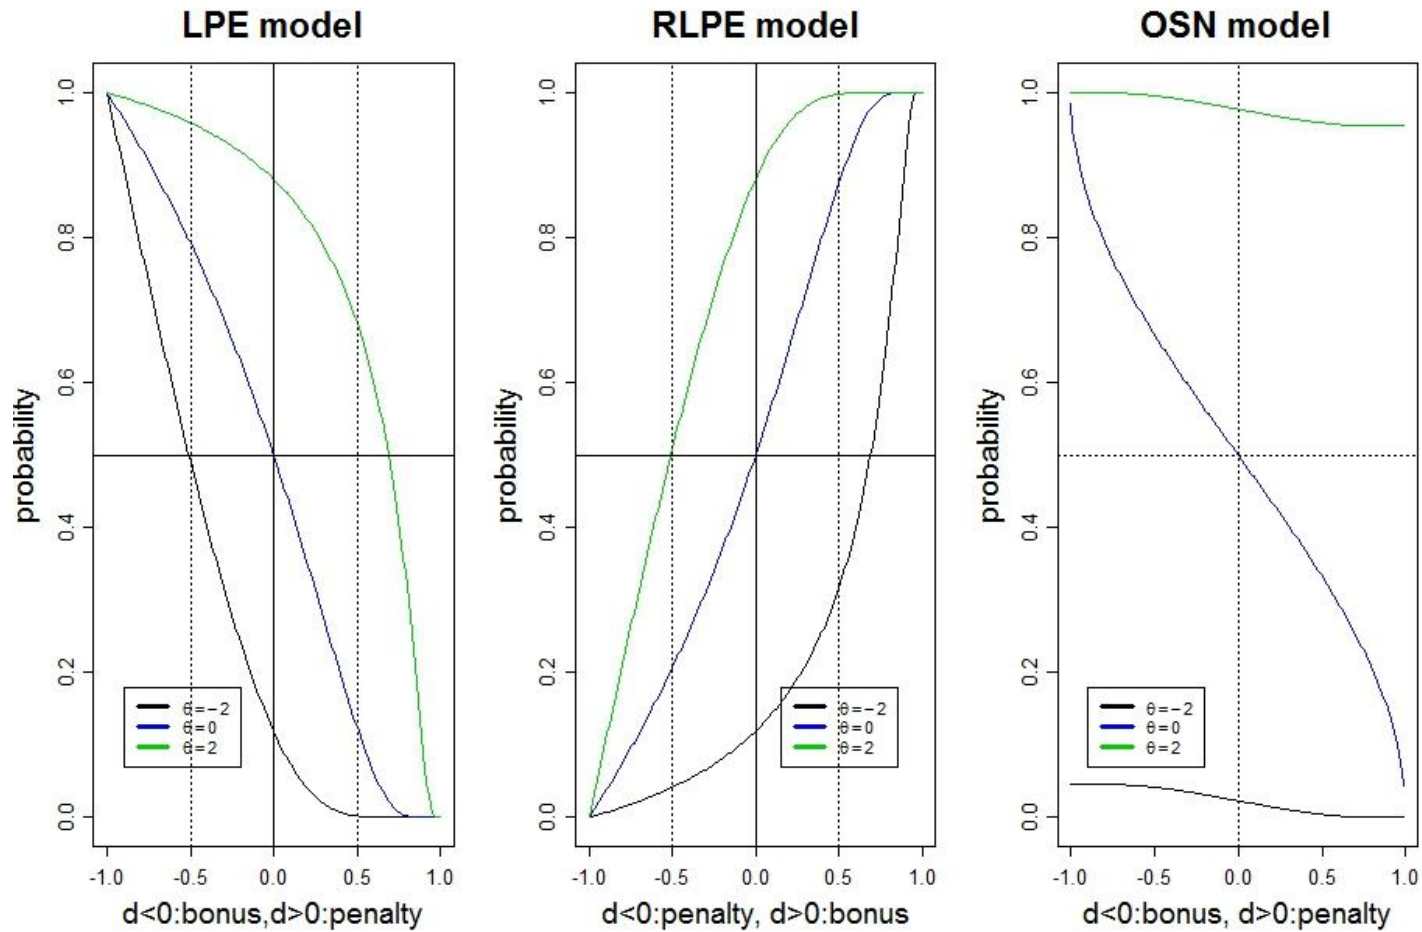 LPE model
probability
1.0
0.8
0.6
0.4
0.2
0.0
θ=−2
θ=0
θ=2
-1.0 -0.5 0.0 0.5 1.0
d<0:bonus,d>0:penalty
RLPE model
probability
1.0
0.8
0.6
0.4
0.2
0.0
θ=−2
θ=0
θ=2
-1.0 -0.5 0.0 0.5 1.0
d<0:penalty, d>0:bonus
OSN model
probability
1.0
0.8
0.6
0.4
0.2
0.0
θ=−2
θ=0
θ=2
-1.0 -0.5 0.0 0.5 1.0
d<0:bonus, d>0:penalty